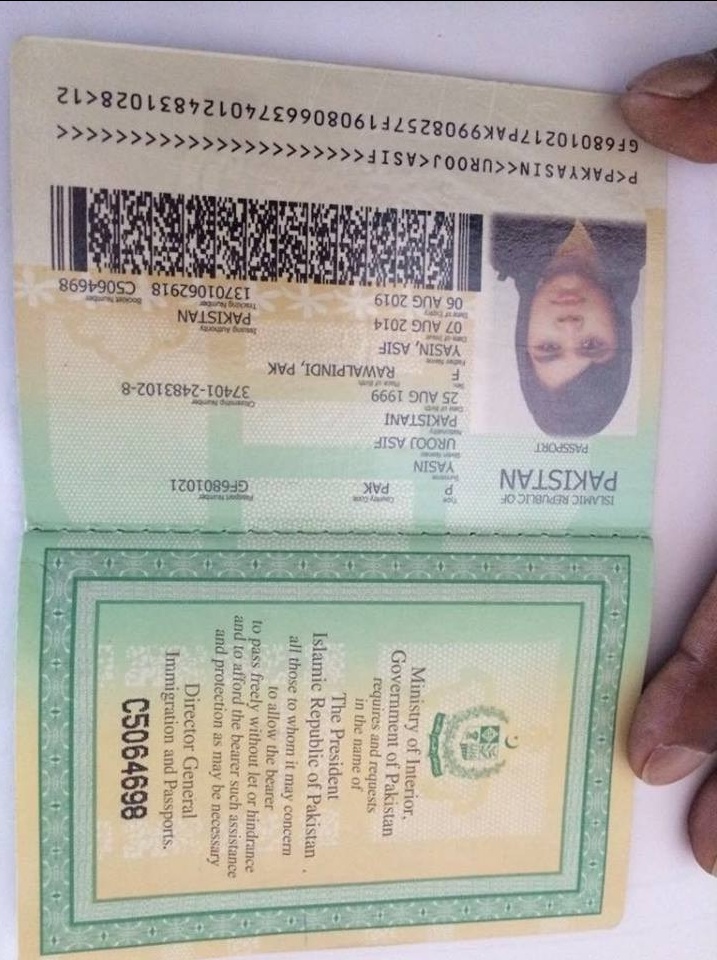 ISLAMIC REPUBLIC OF
PAKISTAN
PASSPORT
Type Country Code Passport Number
P PAK GF6801021
Surname
YASIN
Given Names
UROOJ ASIF
Nationality
PAKISTANI
Date of Birth Citizenship Number
25 AUG 1999 37401-2483102-8
Sex Place of Birth
F RAWALPINDI, PAK
Father Name
YASIN, ASIF
Date of Issue Issuing Authority
07 AUG 2014 PAKISTAN
Date of Expiry Tracking Number Booklet Number
06 AUG 2019 13701062918 C5064698
P<PAKYASIN<<UROOJ<ASIF<<<<<<<<<<<<<<<<<<<<<<
GF68010217PAK9908257F19080663740124831028<12
Ministry of Interior,
Government of Pakistan
requires and requests
in the name of
The President
Islamic Republic of Pakistan
all those to whom it may concern
to allow the bearer
to pass freely without let or hindrance
and to afford the bearer such assistance
and protection as may be necessary
Director General
Immigration and Passports.
C5064698